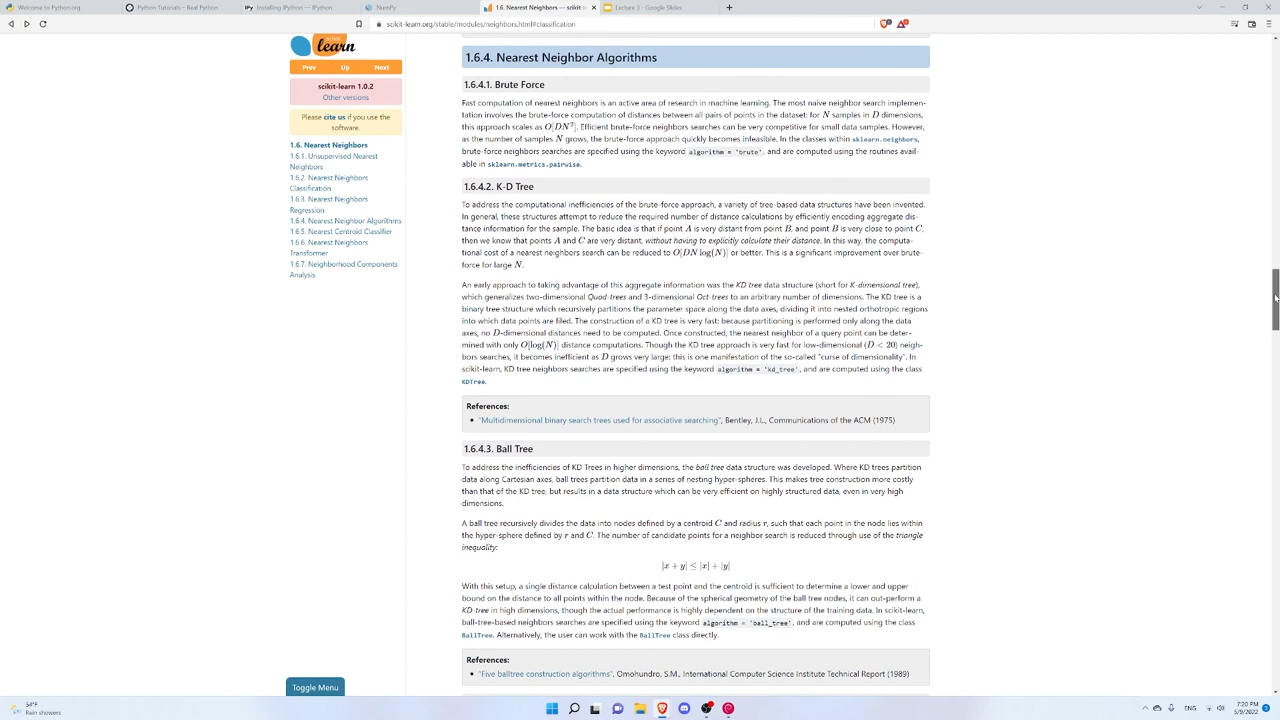 Welcome to Python.org
Python Tutorials – Real Python
IPy
Installing IPython — IPython
NumPy
1.6. Nearest Neighbors — scikit-l
Lecture 3 - Google Slides
scikit-learn.org/stable/modules/neighbors.html#classification
scikit
learn
Prev Up Next
scikit-learn 1.0.2
Other versions
Please cite us if you use the
software.
1.6. Nearest Neighbors
1.6.1. Unsupervised Nearest
Neighbors
1.6.2. Nearest Neighbors
Classification
1.6.3. Nearest Neighbors
Regression
1.6.4. Nearest Neighbor Algorithms
1.6.5. Nearest Centroid Classifier
1.6.6. Nearest Neighbors
Transformer
1.6.7. Neighborhood Components
Analysis
Toggle Menu
1.6.4. Nearest Neighbor Algorithms
1.6.4.1. Brute Force
Fast computation of nearest neighbors is an active area of research in machine learning. The most naive neighbor search implemen-
tation involves the brute-force computation of distances between all pairs of points in the dataset: for N samples in D dimensions,
this approach scales as O[DN²]. Efficient brute-force neighbors searches can be very competitive for small data samples. However,
as the number of samples N grows, the brute-force approach quickly becomes infeasible. In the classes within sklearn.neighbors,
brute-force neighbors searches are specified using the keyword algorithm = 'brute', and are computed using the routines avail-
able in sklearn.metrics.pairwise.
1.6.4.2. K-D Tree
To address the computational inefficiencies of the brute-force approach, a variety of tree-based data structures have been invented.
In general, these structures attempt to reduce the required number of distance calculations by efficiently encoding aggregate dis-
tance information for the sample. The basic idea is that if point A is very distant from point B, and point B is very close to point C,
then we know that points A and C are very distant, without having to explicitly calculate their distance. In this way, the computa-
tional cost of a nearest neighbors search can be reduced to O[DN log(N)] or better. This is a significant improvement over brute-
force for large N.
An early approach to taking advantage of this aggregate information was the KD tree data structure (short for K-dimensional tree),
which generalizes two-dimensional Quad-trees and 3-dimensional Oct-trees to an arbitrary number of dimensions. The KD tree is a
binary tree structure which recursively partitions the parameter space along the data axes, dividing it into nested orthotropic regions
into which data points are filed. The construction of a KD tree is very fast: because partitioning is performed only along the data
axes, no D-dimensional distances need to be computed. Once constructed, the nearest neighbor of a query point can be deter-
mined with only O[log(N)] distance computations. Though the KD tree approach is very fast for low-dimensional (D < 20) neigh-
bors searches, it becomes inefficient as D grows very large: this is one manifestation of the so-called "curse of dimensionality". In
scikit-learn, KD tree neighbors searches are specified using the keyword algorithm = 'kd_tree', and are computed using the class
KDTree.
References:
• "Multidimensional binary search trees used for associative searching", Bentley, J.L., Communications of the ACM (1975)
1.6.4.3. Ball Tree
To address the inefficiencies of KD Trees in higher dimensions, the ball tree data structure was developed. Where KD trees partition
data along Cartesian axes, ball trees partition data in a series of nesting hyper-spheres. This makes tree construction more costly
than that of the KD tree, but results in a data structure which can be very efficient on highly structured data, even in very high
dimensions.
A ball tree recursively divides the data into nodes defined by a centroid C and radius r, such that each point in the node lies within
the hyper-sphere defined by r and C. The number of candidate points for a neighbor search is reduced through use of the triangle
inequality:
|x + y| ≤ |x| + |y|
With this setup, a single distance calculation between a test point and the centroid is sufficient to determine a lower and upper
bound on the distance to all points within the node. Because of the spherical geometry of the ball tree nodes, it can out-perform a
KD-tree in high dimensions, though the actual performance is highly dependent on the structure of the training data. In scikit-learn,
ball-tree-based neighbors searches are specified using the keyword algorithm = 'ball_tree', and are computed using the class
BallTree. Alternatively, the user can work with the BallTree class directly.
References:
• "Five balltree construction algorithms", Omohundro, S.M., International Computer Science Institute Technical Report (1989)
54°F
Rain showers
ENG
7:20 PM
5/9/2022